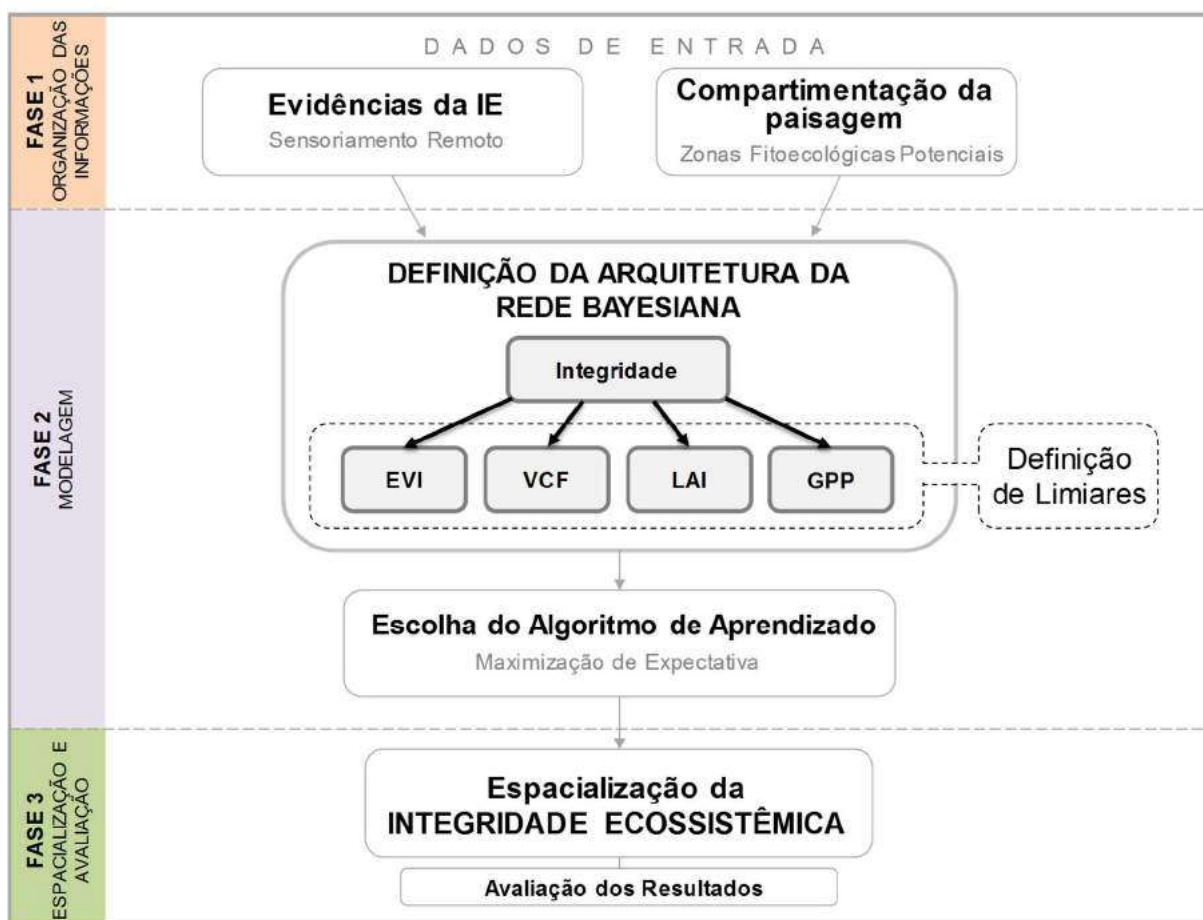 FASE 1
ORGANIZAÇÃO DAS
INFORMAÇÕES
DADOS DE ENTRADA
Evidências da IE
Sensoriamento Remoto
Compartimentação da
paisagem
Zonas Fitoecológicas Potenciais
FASE 2
MODELAGEM
DEFINIÇÃO DA ARQUITETURA DA
REDE BAYESIANA
Integridade
EVI
VCF
LAI
GPP
Definição
de Limiares
Escolha do Algoritmo de Aprendizado
Maximização de Expectativa
FASE 3
ESPACIALIZAÇÃO E
AVALIAÇÃO
Espacialização da
INTEGRIDADE ECOSSISTÊMICA
Avaliação dos Resultados